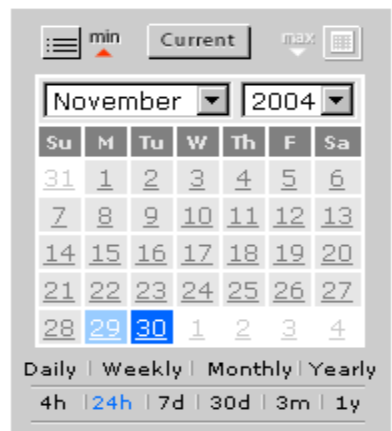 min Current max
November 2004
Su M Tu W Th F Sa
31 1 2 3 4 5 6
7 8 9 10 11 12 13
14 15 16 17 18 19 20
21 22 23 24 25 26 27
28 29 30 1 2 3 4
Daily | Weekly | Monthly | Yearly
4h | 24h | 7d | 30d | 3m | 1y